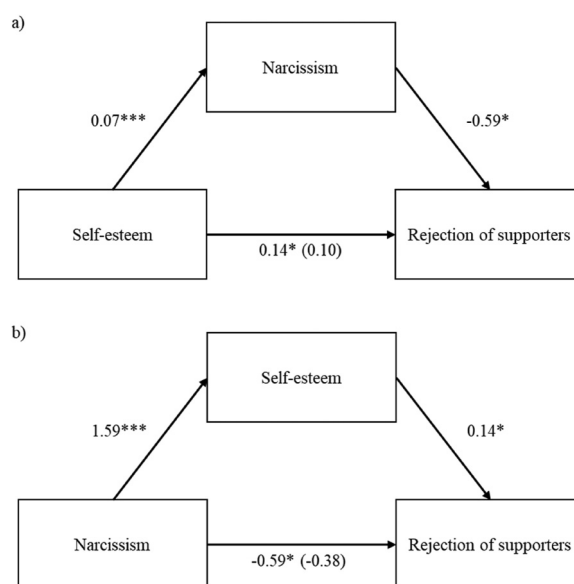 a)
Narcissism
0.07***
-0.59*
Self-esteem
Rejection of supporters
0.14* (0.10)
b)
Self-esteem
1.59***
0.14*
Narcissism
Rejection of supporters
-0.59* (-0.38)